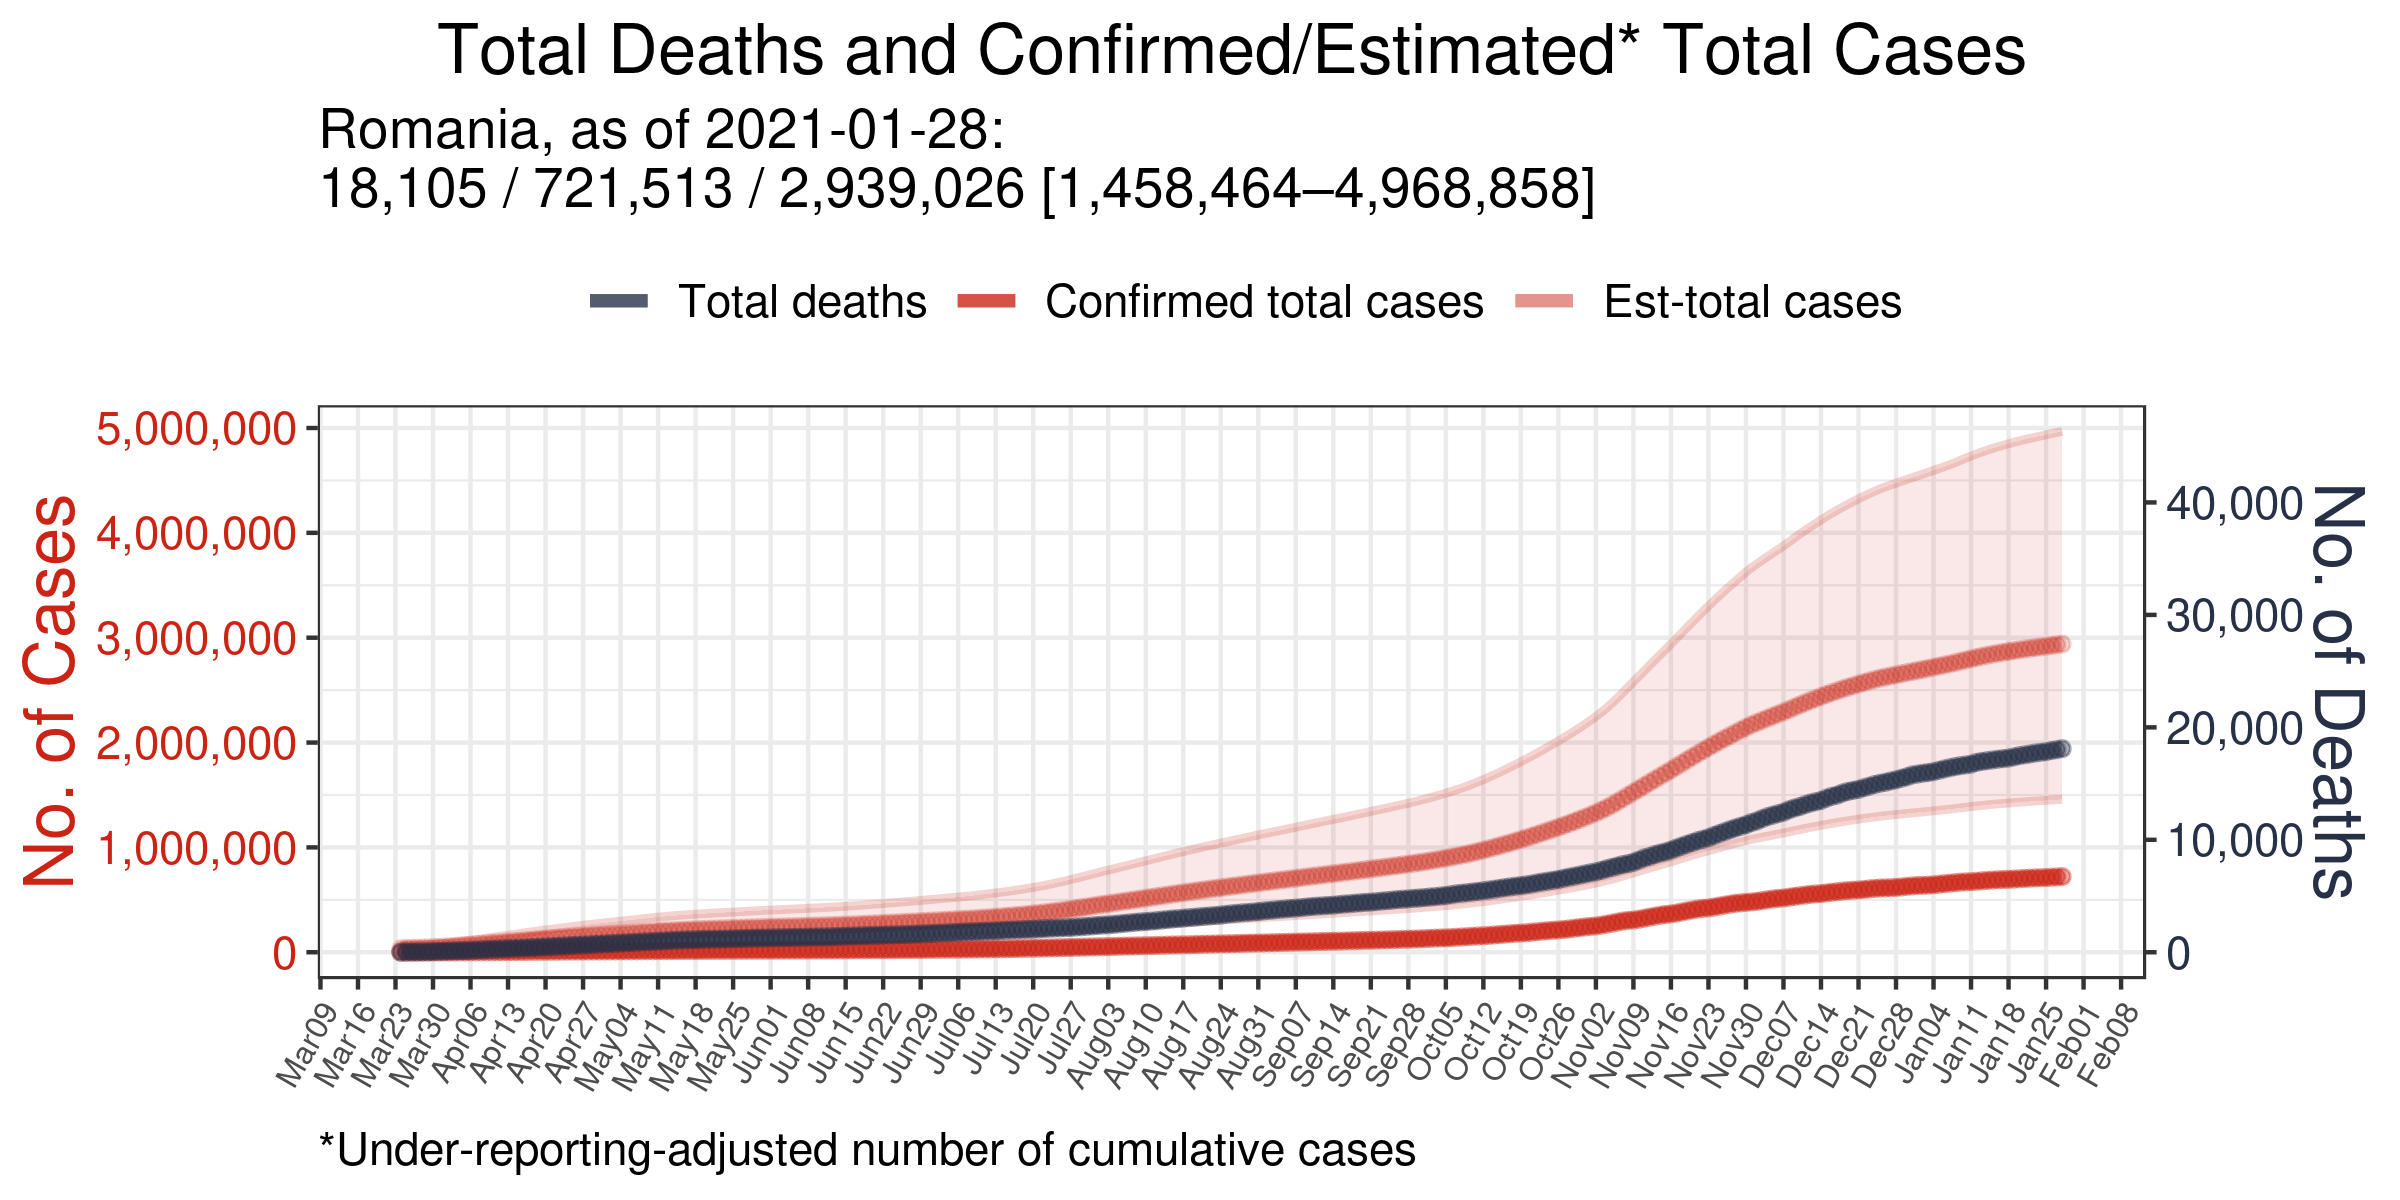 Total Deaths and Confirmed/Estimated* Total Cases
Romania, as of 2021-01-28:
18,105 / 721,513 / 2,939,026 [1,458,464–4,968,858]
Total deaths
Confirmed total cases
Est-total cases
No. of Cases
5,000,000
4,000,000
3,000,000
2,000,000
1,000,000
0
40,000
30,000
20,000
10,000
0
No. of Deaths
Mar09
Mar16
Mar23
Mar30
Apr06
Apr13
Apr20
Apr27
May04
May11
May18
May25
Jun01
Jun08
Jun15
Jun22
Jun29
Jul06
Jul13
Jul20
Jul27
Aug03
Aug10
Aug17
Aug24
Aug31
Sep07
Sep14
Sep21
Sep28
Oct05
Oct12
Oct19
Oct26
Nov02
Nov09
Nov16
Nov23
Nov30
Dec07
Dec14
Dec21
Dec28
Jan04
Jan11
Jan18
Jan25
Feb01
Feb08
*Under-reporting-adjusted number of cumulative cases